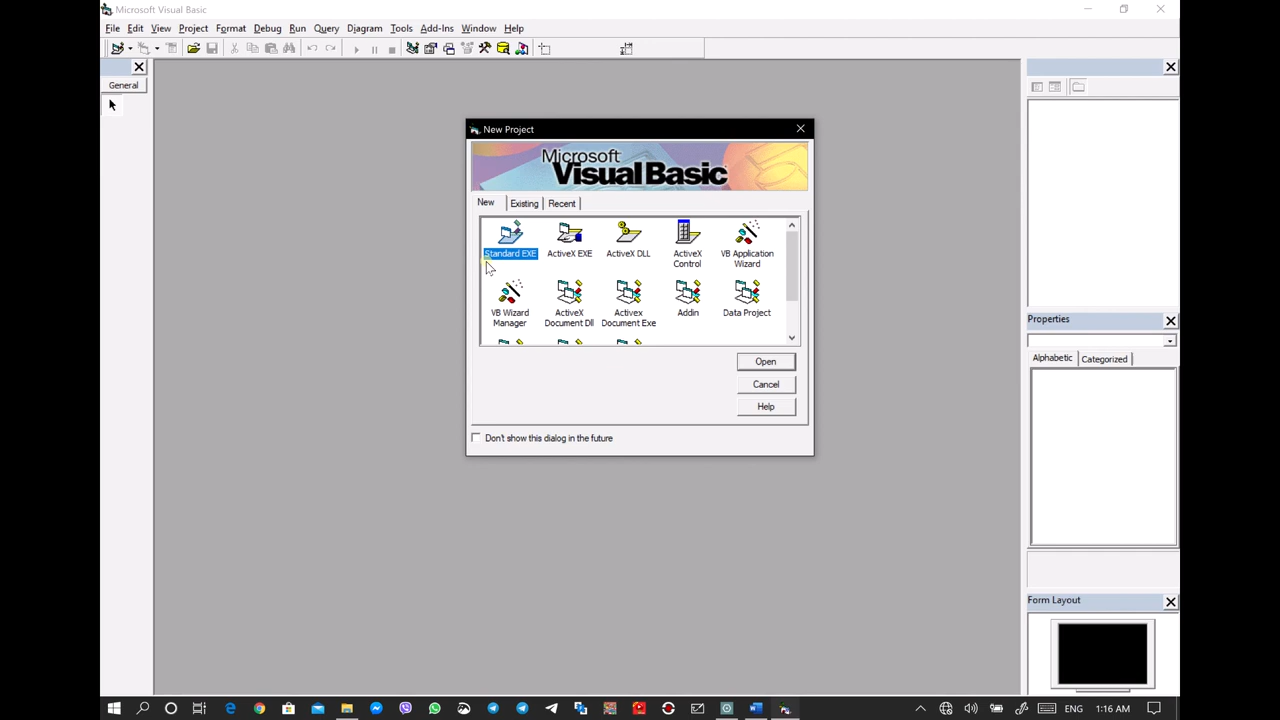 Microsoft Visual Basic
File Edit View Project Format Debug Run Query Diagram Tools Add-Ins Window Help
General
New Project
Microsoft
Visual Basic
New Existing Recent
Standard EXE ActiveX EXE ActiveX DLL ActiveX Control VB Application Wizard
VB Wizard Manager ActiveX Document Dll Activex Document Exe Addin Data Project
Open
Cancel
Help
Don't show this dialog in the future
Properties
Alphabetic Categorized
Form Layout
ENG 1:16 AM